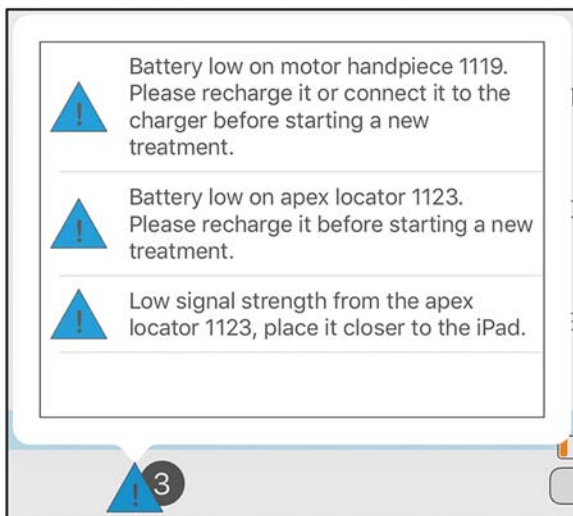 Battery low on motor handpiece 1119.
Please recharge it or connect it to the
charger before starting a new
treatment.
Battery low on apex locator 1123.
Please recharge it before starting a new
treatment.
Low signal strength from the apex
locator 1123, place it closer to the iPad.
3